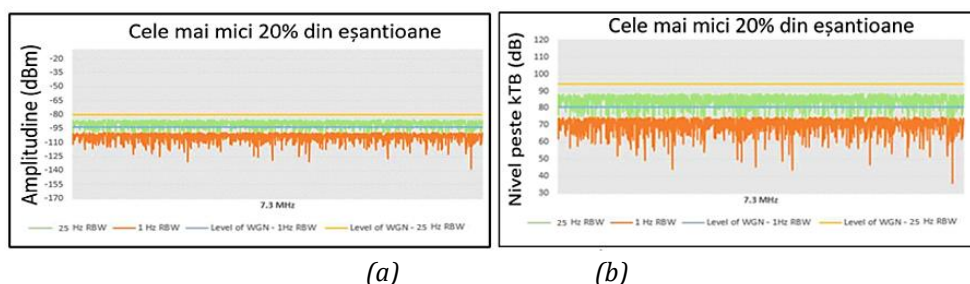 Cele mai mici 20% din eșantioane
Amplitudine (dBm)
-20
-35
-50
-65
-80
-95
-110
-125
-140
-155
-170
7.3 MHz
25 Hz RBW
1 Hz RBW
Level of WGN - 1Hz RBW
Level of WGN - 25 Hz RBW
(a)
Cele mai mici 20% din eșantioane
Nivel peste kTB (dB)
120
110
100
90
80
70
60
50
40
30
7.3 MHz
25 Hz RBW
1 Hz RBW
Level of WGN - 1Hz RBW
Level of WGN - 25 Hz RBW
(b)